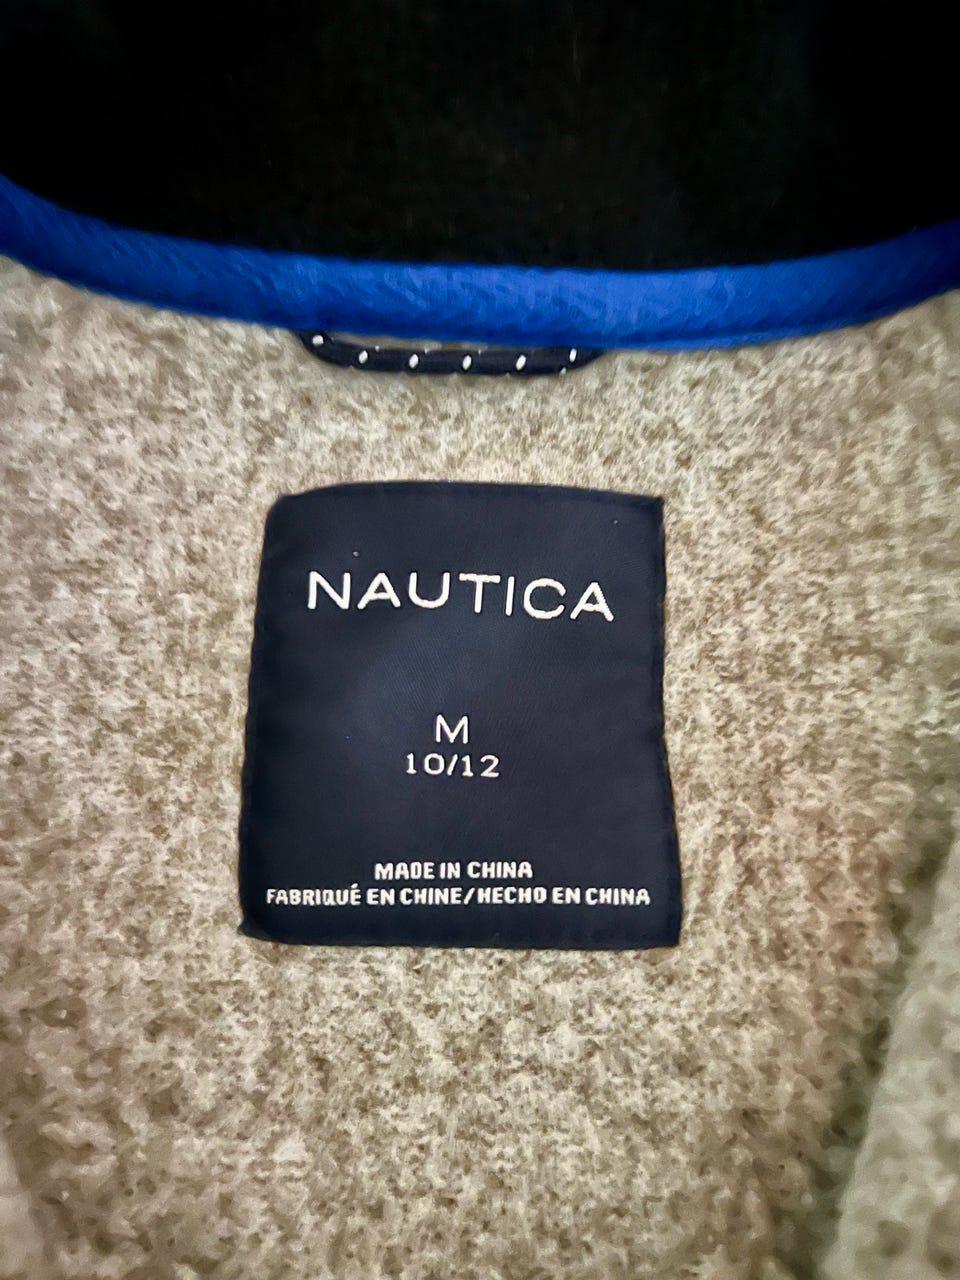 NAUTICA
M
10/12
MADE IN CHINA
FABRIQUÉ EN CHINE/HECHO EN CHINA